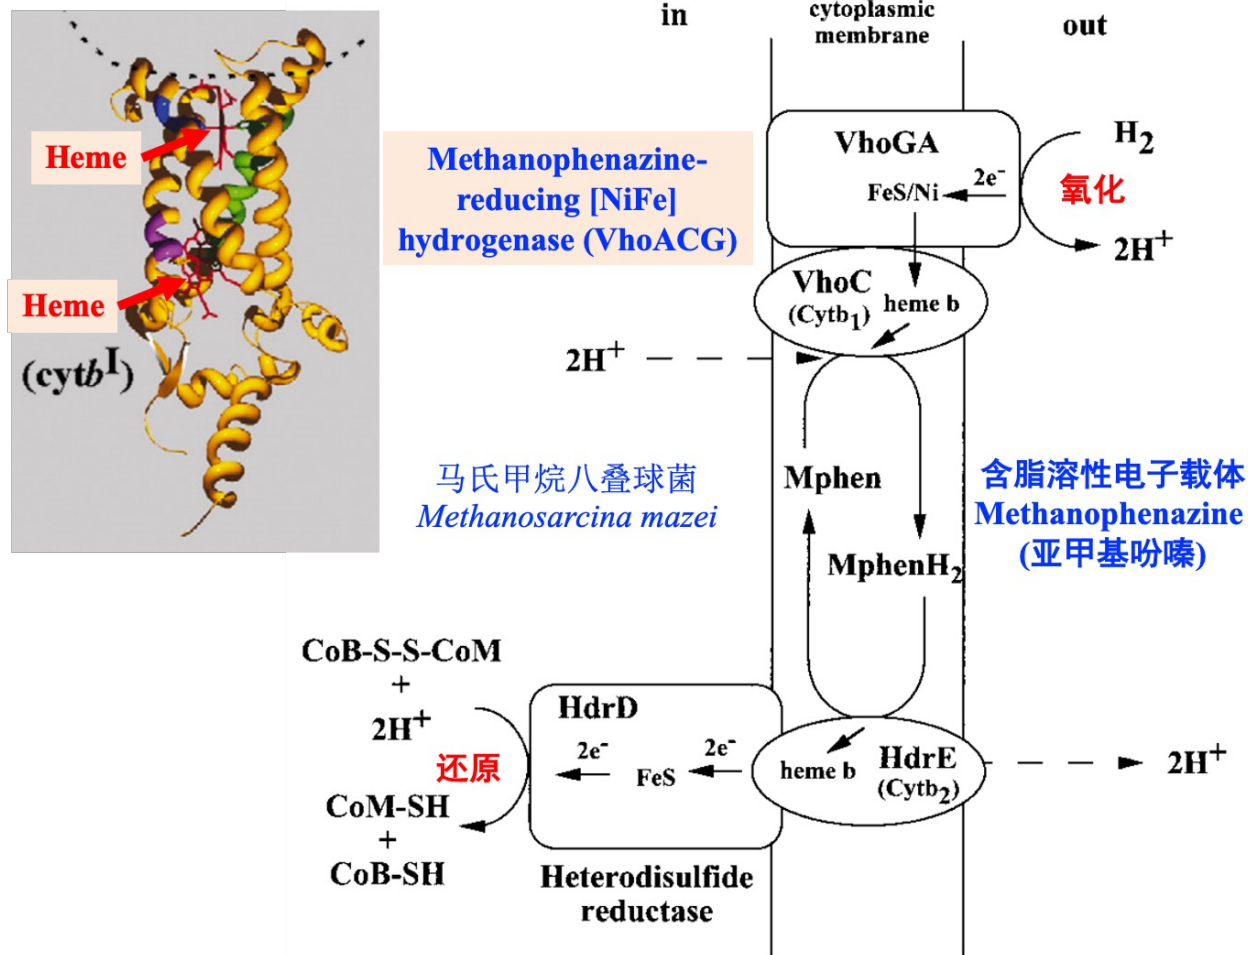 in
cytoplasmic
membrane
out
Heme
Heme
(cytbI)
Methanophenazine-
reducing [NiFe]
hydrogenase (VhoACG)
VhoGA
FeS/Ni
2e-
H2
氧化
2H+
VhoC
(Cytb1)
heme b
2H+
马氏甲烷八叠球菌
Methanosarcina mazei
Mphen
MphenH2
含脂溶性电子载体
Methanophenazine
(亚甲基吩嗪)
CoB-S-S-CoM
+
2H+
还原
CoM-SH
+
CoB-SH
HdrD
2e-
FeS
2e-
heme b
HdrE
(Cytb2)
2H+
Heterodisulfide
reductase